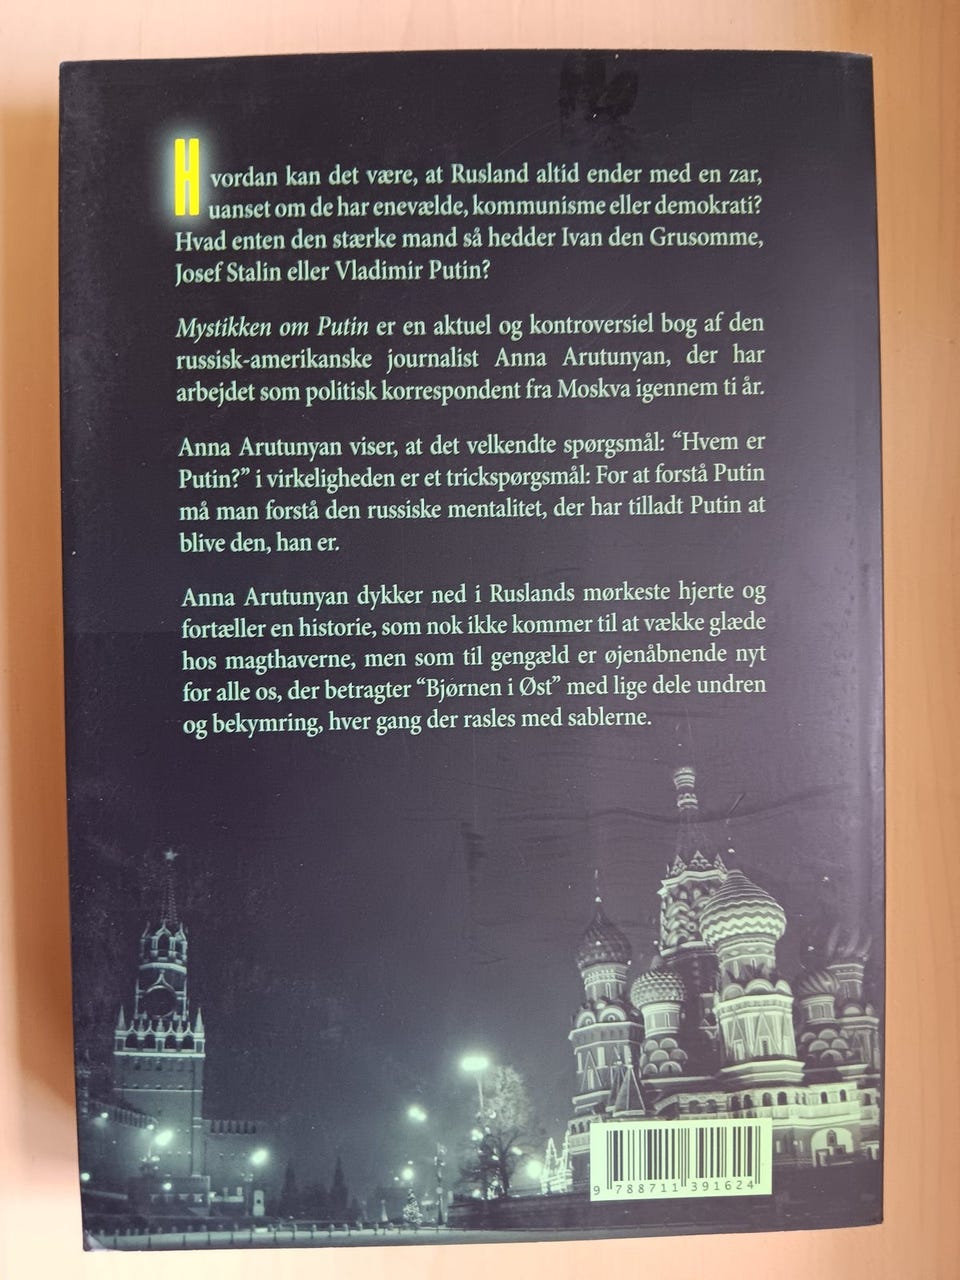 Hvordan kan det være, at Rusland altid ender med en zar,
uanset om de har enevælde, kommunisme eller demokrati?
Hvad enten den stærke mand så hedder Ivan den Grusomme,
Josef Stalin eller Vladimir Putin?
Mystikken om Putin er en aktuel og kontroversiel bog af den
russisk-amerikanske journalist Anna Arutunyan, der har
arbejdet som politisk korrespondent fra Moskva igennem ti år.
Anna Arutunyan viser, at det velkendte spørgsmål: “Hvem er
Putin?” i virkeligheden er et trickspørgsmål: For at forstå Putin
må man forstå den russiske mentalitet, der har tilladt Putin at
blive den, han er.
Anna Arutunyan dykker ned i Ruslands mørkeste hjerte og
fortæller en historie, som nok ikke kommer til at vække glæde
hos magthaverne, men som til gengæld er øjenåbnende nyt
for alle os, der betragter “Bjørnen i Øst” med lige dele undren
og bekymring, hver gang der rasles med sablerne.
9 788711 391624